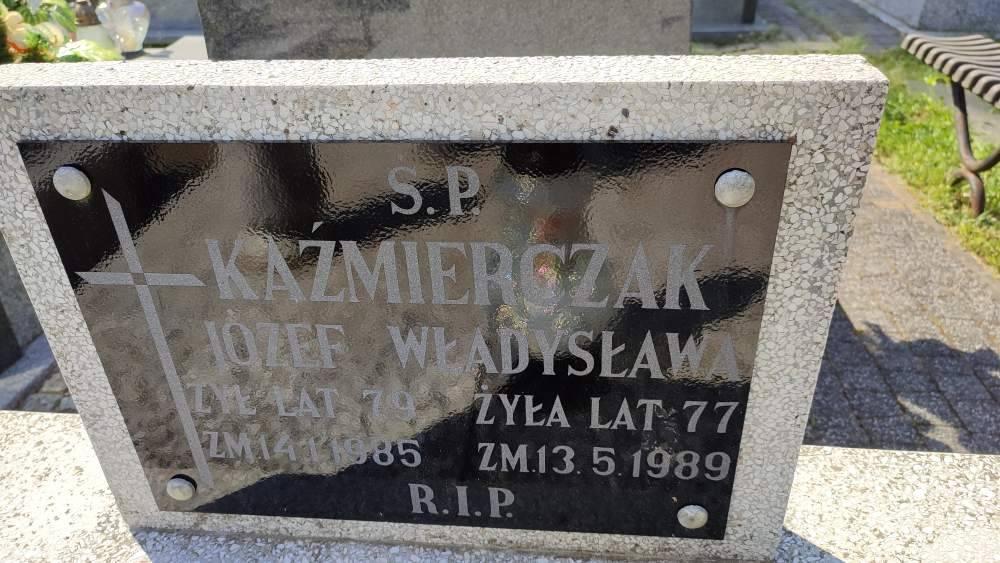 Ś.P.
KAŹMIERCZAK
JÓZEF WŁADYSŁAWA
ŻYŁ LAT 79 ŻYŁA LAT 77
ZM.14.1.1985 ZM.13.5.1989
R.I.P.